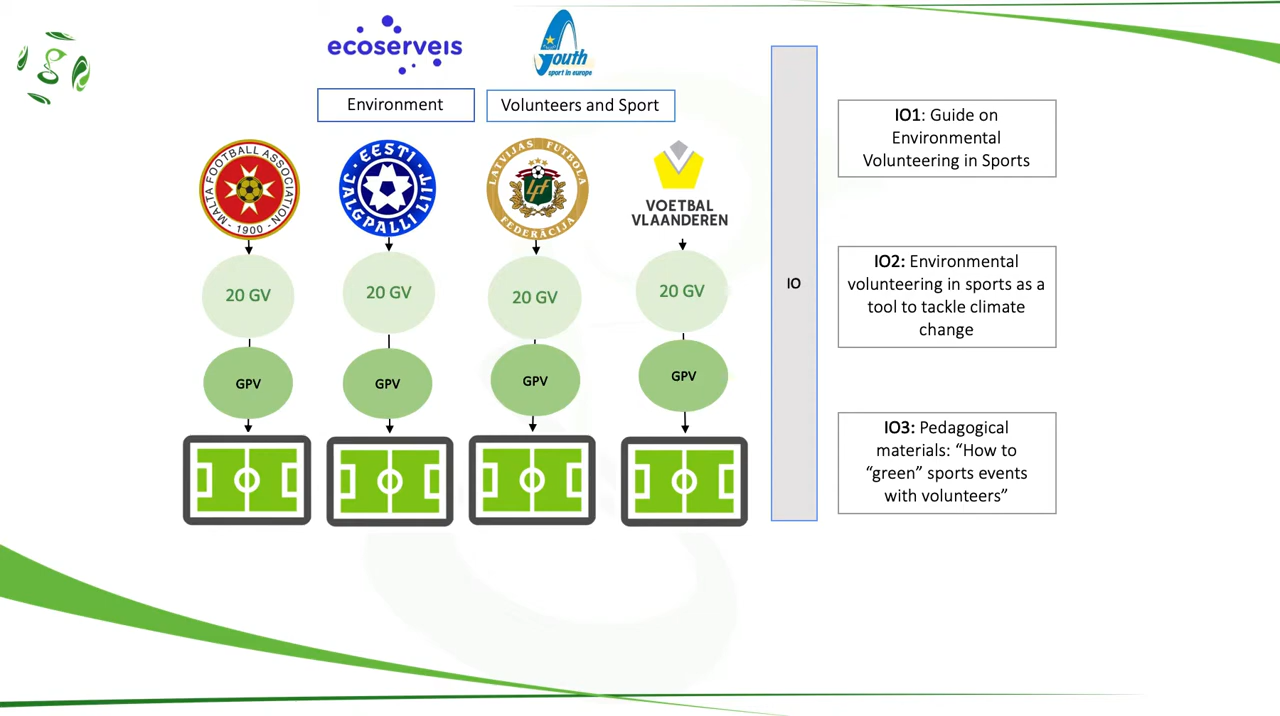 ecoserveis
Youth
sport in europe
Environment
Volunteers and Sport
MALTA FOOTBALL ASSOCIATION
- 1900 -
· EESTI ·
JALGPALLI LIIT
LATVIJAS FUTBOLA
FEDERĀCIJA
Lff
VOETBAL
VLAANDEREN
20 GV
20 GV
20 GV
20 GV
GPV
GPV
GPV
GPV
IO
IO1: Guide on
Environmental
Volunteering in Sports
IO2: Environmental
volunteering in sports as a
tool to tackle climate
change
IO3: Pedagogical
materials: “How to
“green” sports events
with volunteers”